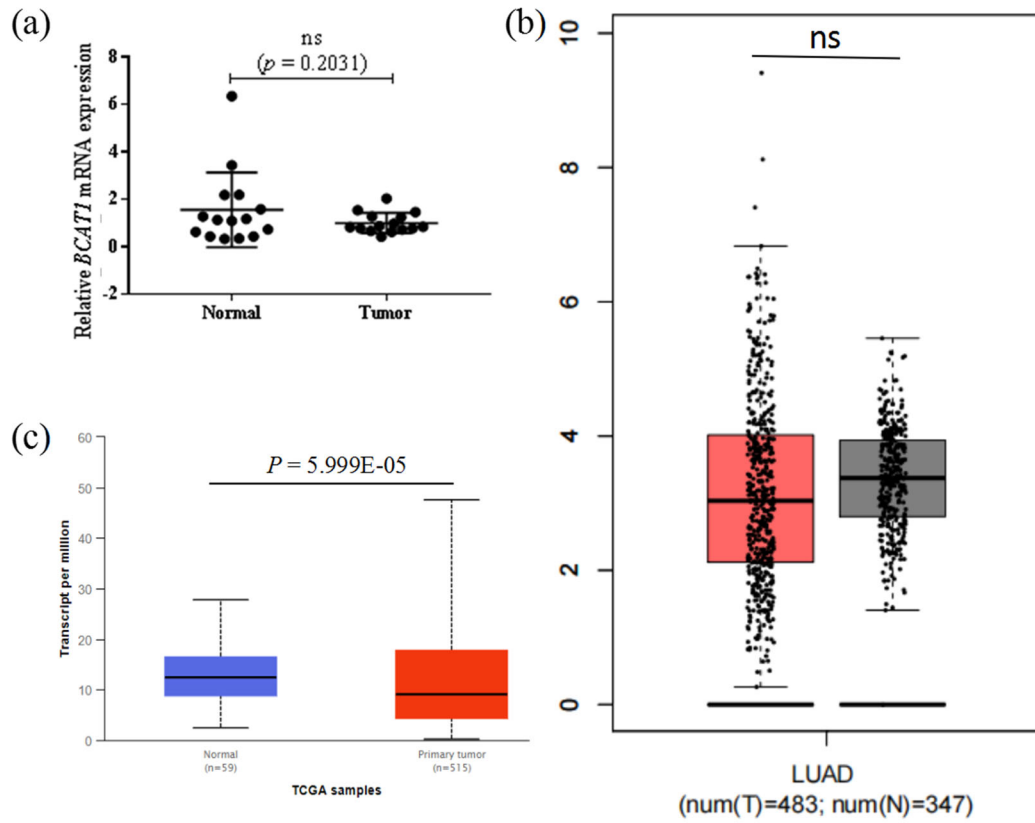 (a)
ns
(p = 0.2031)
Relative BCAT1 mRNA expression
8
6
4
2
0
-2
Normal
Tumor
(b)
ns
10
8
6
4
2
0
LUAD
(num(T)=483; num(N)=347)
(c)
P = 5.999E-05
Transcript per million
60
50
40
30
20
10
0
Normal
(n=59)
Primary tumor
(n=515)
TCGA samples